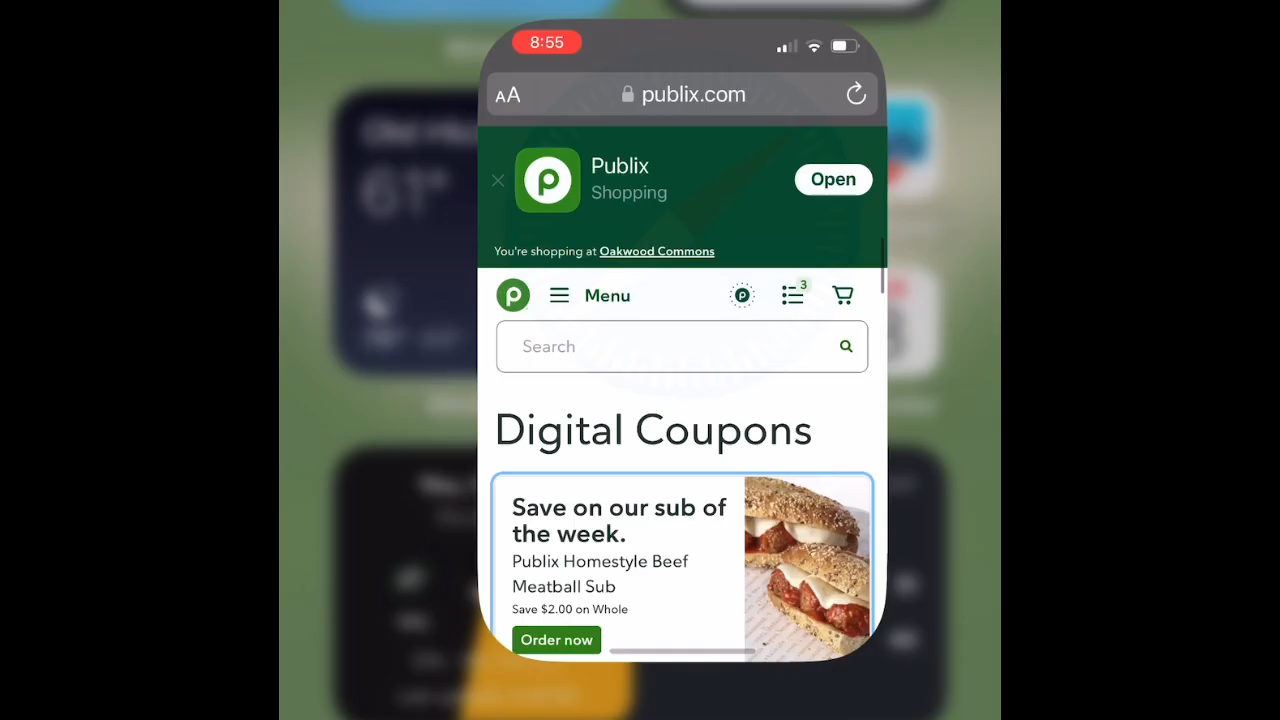 8:55
AA publix.com
Publix
Shopping
Open
You're shopping at Oakwood Commons
Menu
3
Search
Digital Coupons
Save on our sub of
the week.
Publix Homestyle Beef
Meatball Sub
Save $2.00 on Whole
Order now